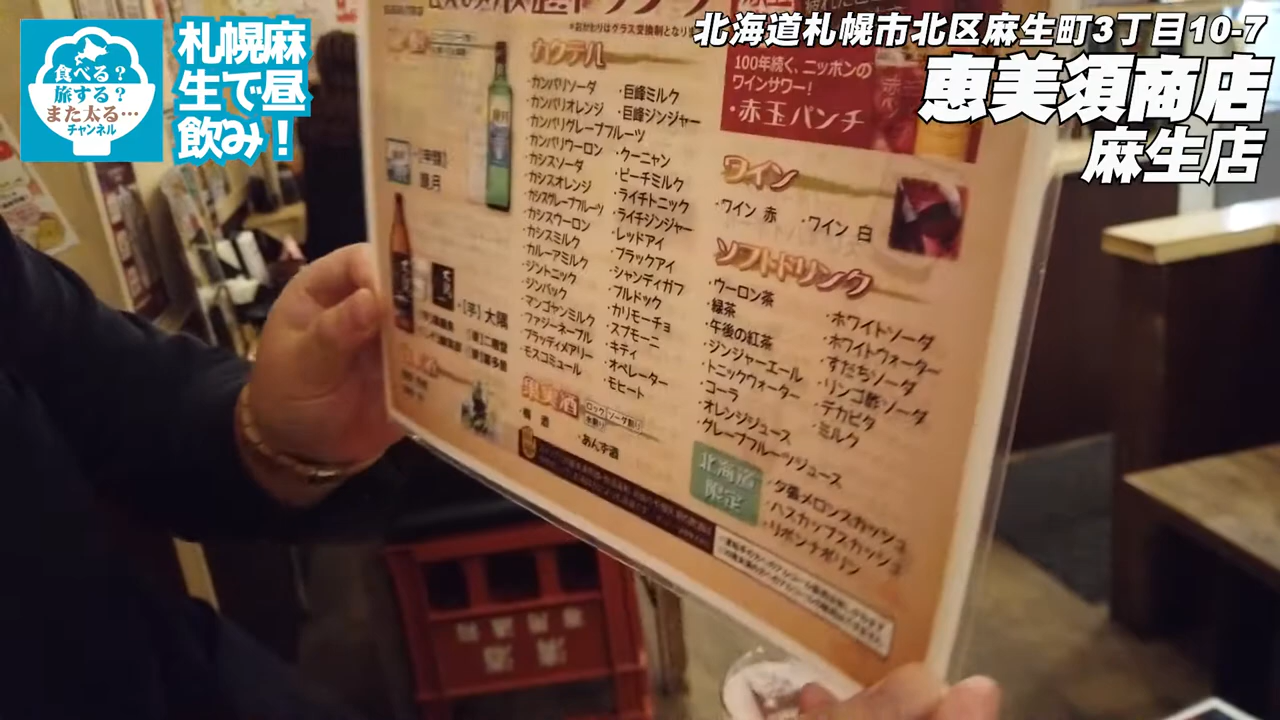 食べる?
旅する?
また太る…
チャンネル
札幌麻
生で昼
飲み!
北海道札幌市北区麻生町3丁目10-7
恵美須商店
麻生店
カクテル
・カンパリソーダ
・カンパリオレンジ
・カンパリグレープフルーツ
・カンパリウーロン
・カシスソーダ
・カシスオレンジ
・カシスグレープフルーツ
・カシスウーロン
・カシスミルク
・カルーアミルク
・ジントニック
・ジンバック
・マンゴヤンミルク
・ファジーネーブル
・ブラッディメアリー
・モスコミュール
・巨峰ミルク
・巨峰ジンジャー
・クーニャン
・ピーチミルク
・ライチトニック
・ライチジンジャー
・レッドアイ
・ブラックアイ
・シャンディガフ
・ブルドック
・カリモーチョ
・スプモーニ
・キティ
・オペレーター
・モヒート
果実酒
ロック
ソーダ割り
水割り
・梅酒
・あんず酒
・[芋] 大隅
100年続く、ニッポンの
ワインサワー!
・赤玉パンチ
ワイン
・ワイン 赤
・ワイン 白
ソフトドリンク
・ウーロン茶
・緑茶
・午後の紅茶
・ジンジャーエール
・トニックウォーター
・コーラ
・オレンジジュース
・グレープフルーツジュース
・ホワイトソーダ
・ホワイトウォーター
・すだちソーダ
・リンゴ酢ソーダ
・デカビタ
・ミルク
北海道
限定
・夕張メロンスカッシュ
・ハスカップスカッシュ
・リボンナポリン